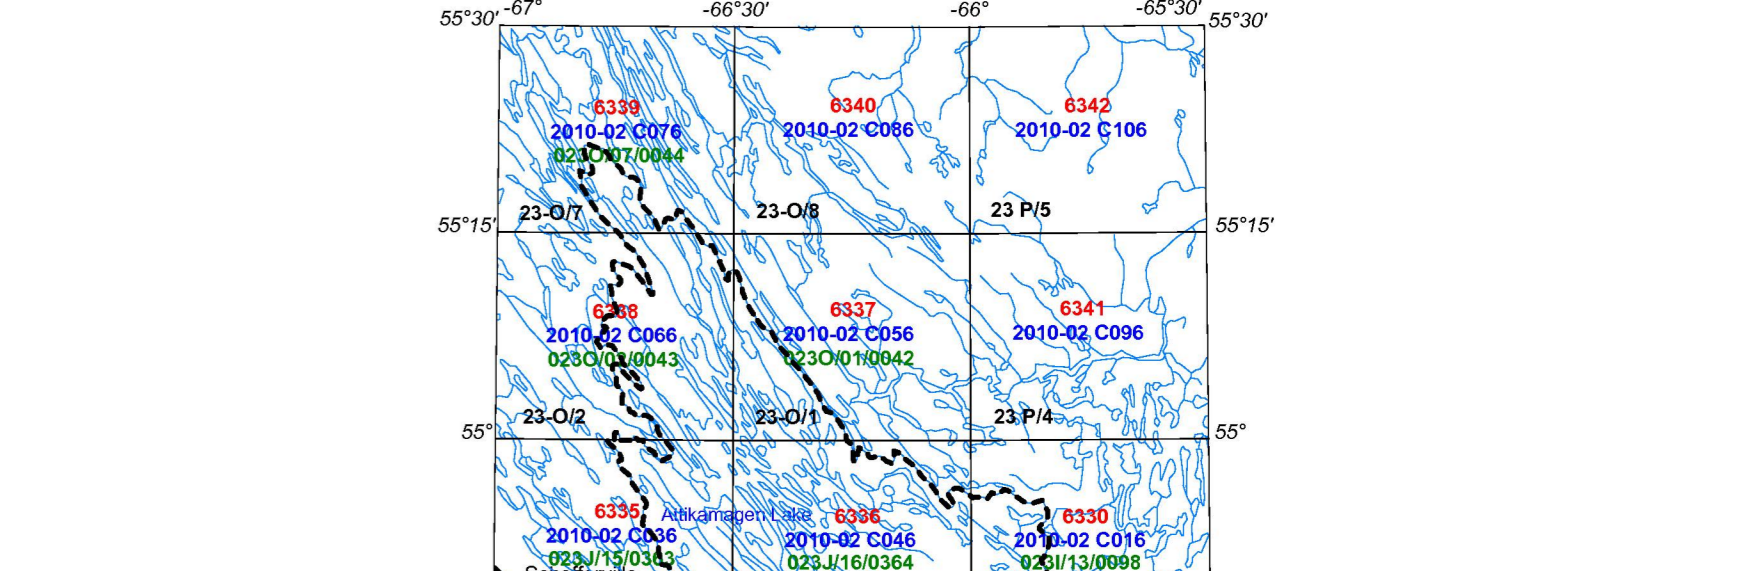 -67° -66°30' -66° -65°30'
55°30' 55°30'
6339 6340 6342
2010-02 C076 2010-02 C086 2010-02 C106
023O/07/0044
23-O/7 23-O/8 23 P/5
55°15' 55°15'
6338 6337 6341
2010-02 C066 2010-02 C056 2010-02 C096
023O/02/0043 023O/01/0042
23-O/2 23-O/1 23 P/4
55° 55°
6335 Attikamagen Lake 6336 6330
2010-02 C036 2010-02 C046 2010-02 C016
023J/15/0363 023J/16/0364 023I/13/0098
Schefferville